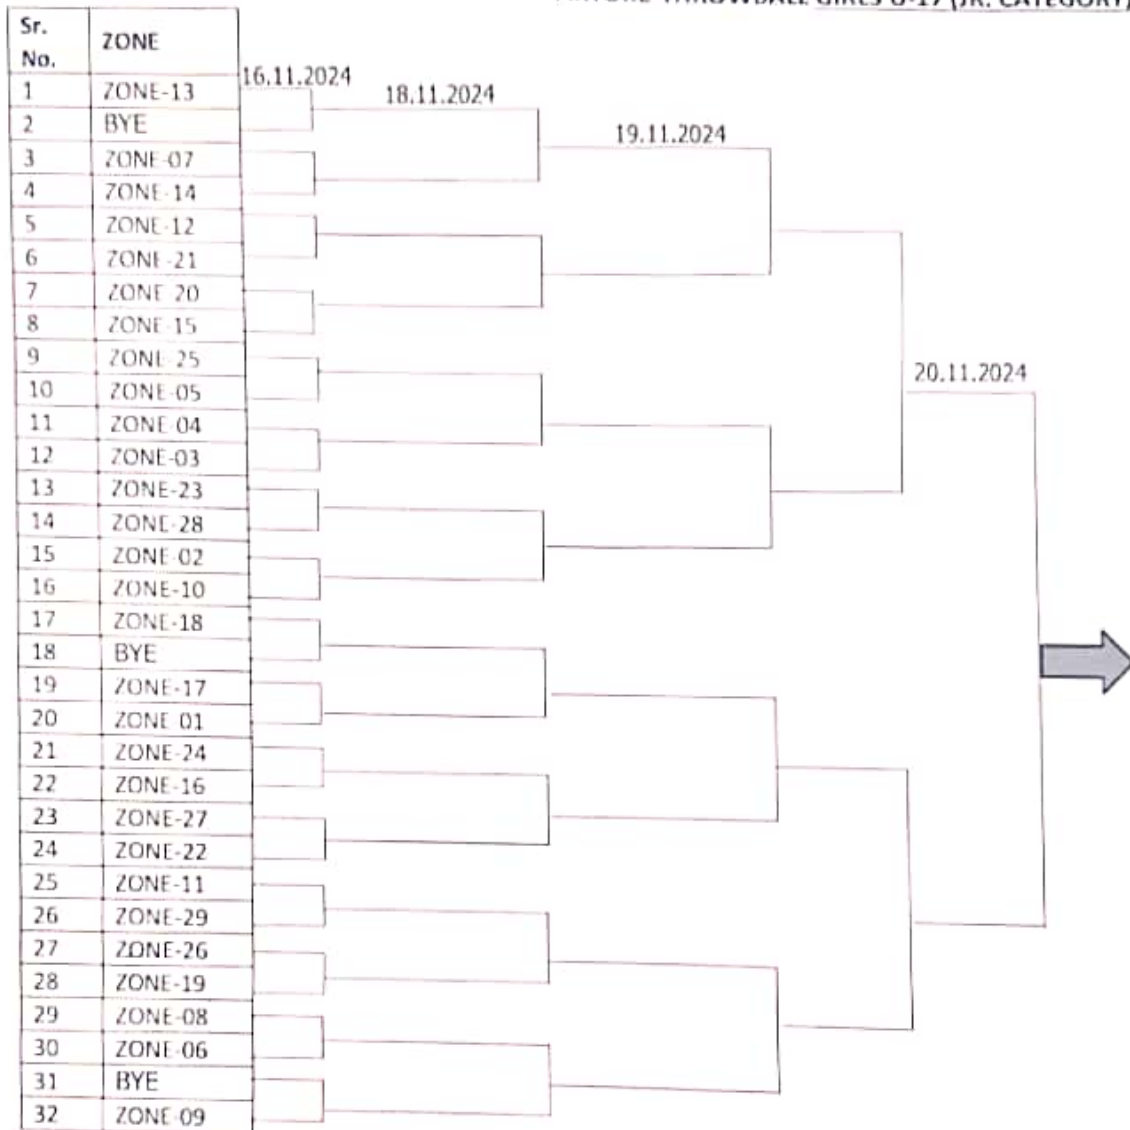 THROWBALL GIRLS U-17 (JR. CATEGORY)
Sr. No. ZONE
16.11.2024
18.11.2024
19.11.2024
20.11.2024
1 ZONE-13
2 BYE
3 ZONE-07
4 ZONE-14
5 ZONE-12
6 ZONE-21
7 ZONE-20
8 ZONE-15
9 ZONE-25
10 ZONE-05
11 ZONE-04
12 ZONE-03
13 ZONE-23
14 ZONE-28
15 ZONE-02
16 ZONE-10
17 ZONE-18
18 BYE
19 ZONE-17
20 ZONE-01
21 ZONE-24
22 ZONE-16
23 ZONE-27
24 ZONE-22
25 ZONE-11
26 ZONE-29
27 ZONE-26
28 ZONE-19
29 ZONE-08
30 ZONE-06
31 BYE
32 ZONE-09